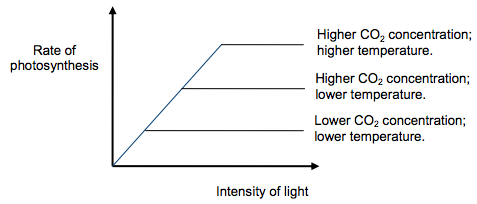 Higher CO₂ concentration;
higher temperature.
Rate of
photosynthesis
Higher CO₂ concentration;
lower temperature.
Lower CO₂ concentration;
lower temperature.
Intensity of light